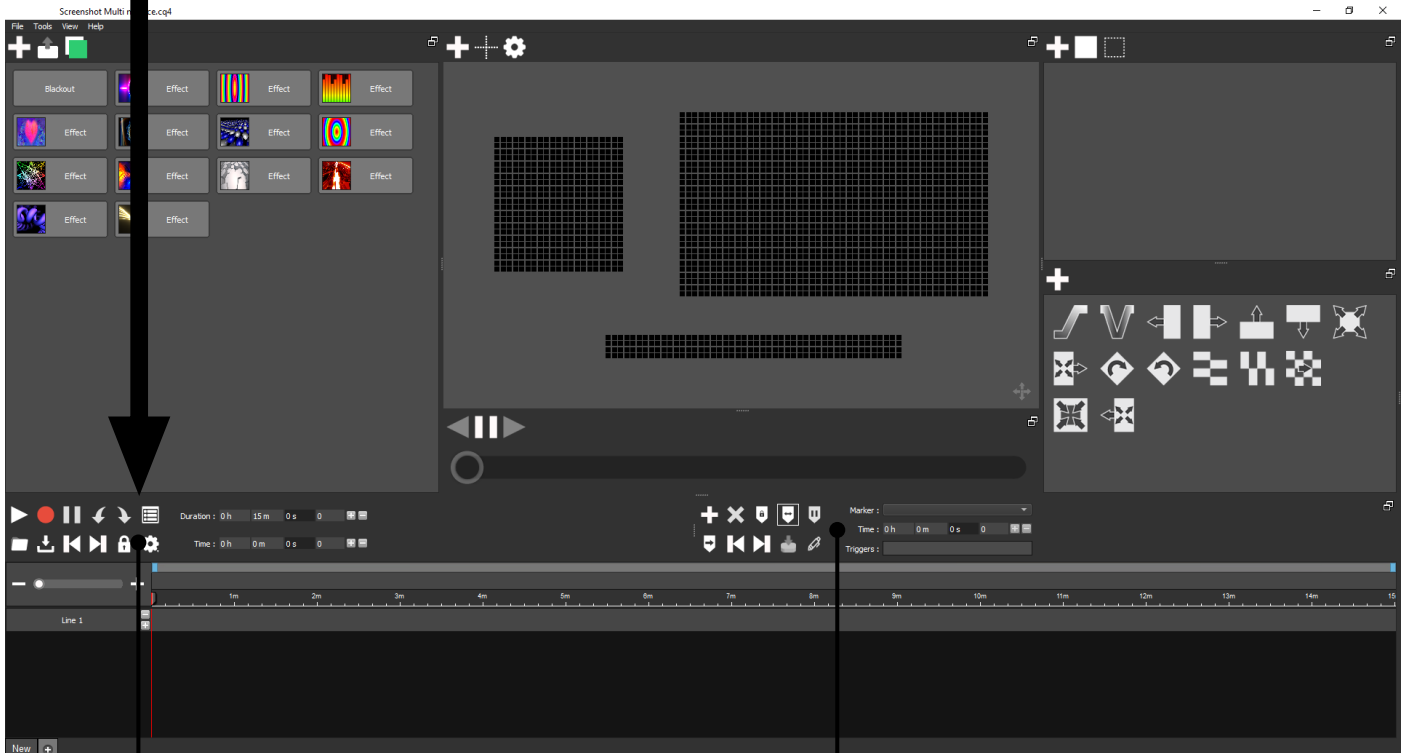 Screenshot Multi
ce.cq4
File Tools View Help
Blackout Effect Effect Effect
Effect Effect Effect Effect
Effect Effect Effect Effect
Effect Effect
Duration : 0 h 15 m 0 s 0
Marker :
Time : 0 h 0 m 0 s 0
Time : 0 h 0 m 0 s 0
Triggers :
1m 2m 3m 4m 5m 6m 7m 8m 9m 10m 11m 12m 13m 14m 15
Line 1
New